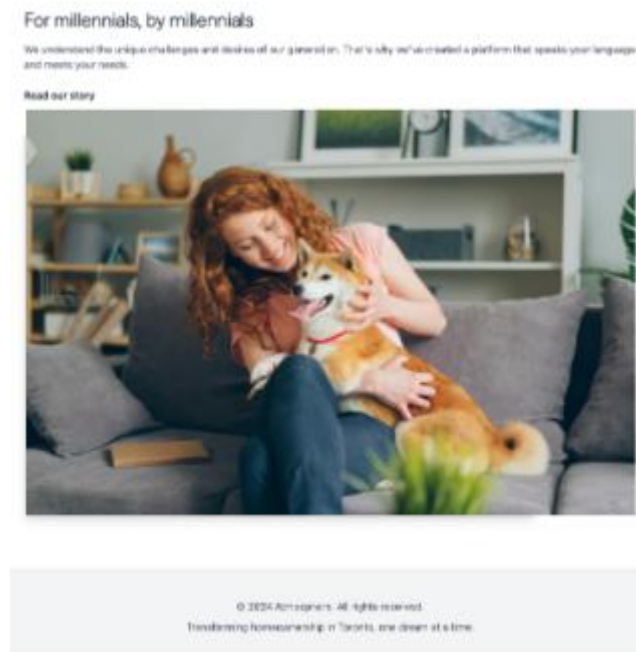 For millennials, by millennials
We understand the unique challenges and desires of our generation. That's why we've created a platform that speaks your language
and meets your needs.
Read our story
© 2024 All rights reserved.
Transforming homeownership in Toronto, one dream at a time.